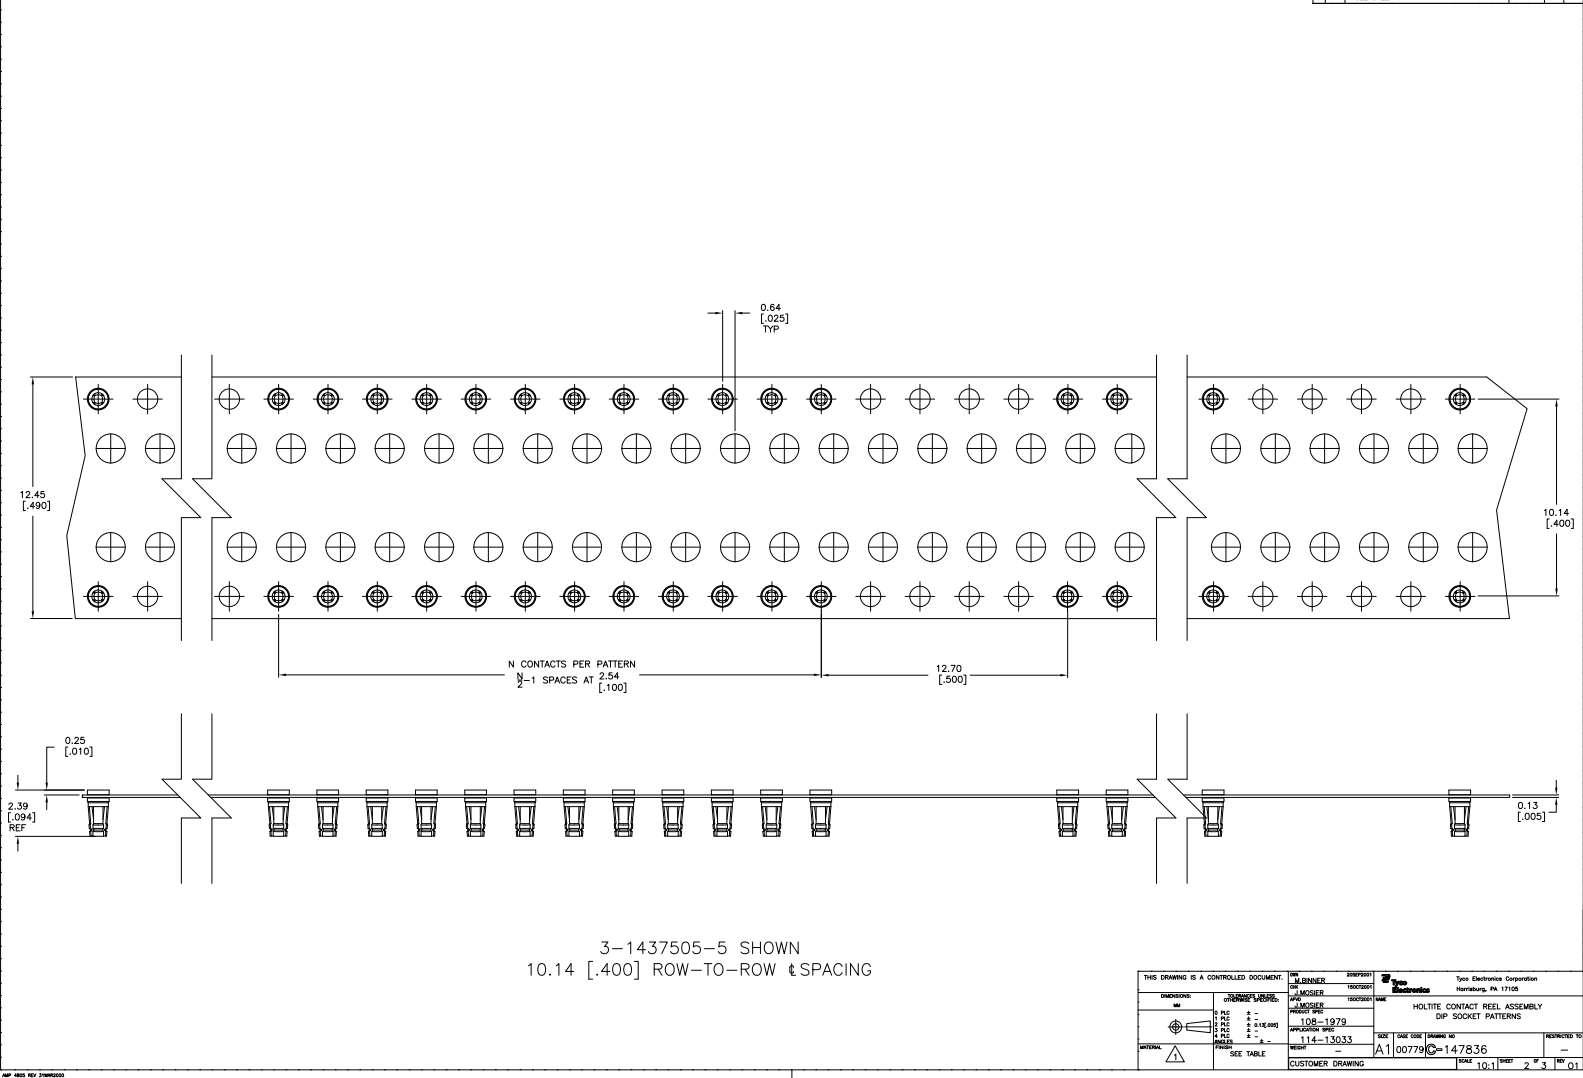 0.64
[.025]
TYP
12.45
[.490]
10.14
[.400]
N CONTACTS PER PATTERN
N/2-1 SPACES AT 2.54
[.100]
12.70
[.500]
0.25
[.010]
2.39
[.094]
REF
0.13
[.005]
3-1437505-5 SHOWN
10.14 [.400] ROW-TO-ROW ℄ SPACING
THIS DRAWING IS A CONTROLLED DOCUMENT.
DIMENSIONS:
MM
TOLERANCES UNLESS
OTHERWISE SPECIFIED:
0 PLC ± -
1 PLC ± -
2 PLC ± 0.13[.005]
3 PLC ± -
4 PLC ± -
ANGLES ± -
MATERIAL
1
FINISH
SEE TABLE
DWN
M.BINNER 20SEP2001
CHK
J.MOSIER 15OCT2001
APVD
J.MOSIER 15OCT2001
PRODUCT SPEC
108-1979
APPLICATION SPEC
114-13033
WEIGHT -
CUSTOMER DRAWING
Tyco
Electronics
Tyco Electronics Corporation
Harrisburg, PA 17105
NAME
HOLTITE CONTACT REEL ASSEMBLY
DIP SOCKET PATTERNS
SIZE CAGE CODE DRAWING NO RESTRICTED TO
A1 00779 C-147836 -
SCALE 10:1 SHEET 2 OF 3 REV 01
AMP 4805 REV 31MAR2000